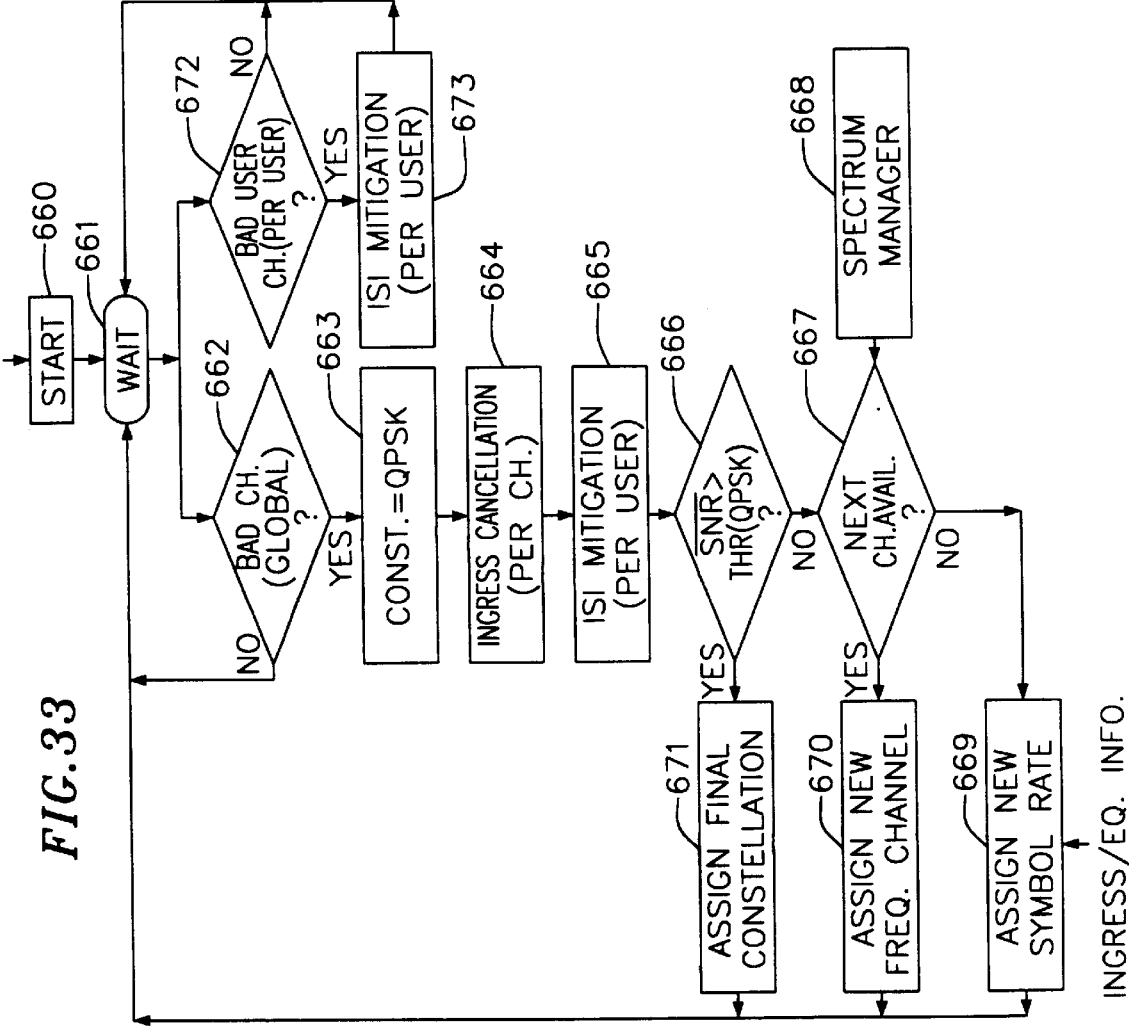 FIG.33
START
660
WAIT
661
BAD CH.
(GLOBAL)
?
662
NO
YES
BAD USER
CH.(PER USER)
?
672
NO
YES
ISI MITIGATION
(PER USER)
673
CONST.=QPSK
663
INGRESS CANCELLATION
(PER CH.)
664
ISI MITIGATION
(PER USER)
665
SNR>
THR(QPSK)
?
666
YES
NO
ASSIGN FINAL
CONSTELLATION
671
NEXT
CH.AVAIL.
?
667
YES
NO
SPECTRUM
MANAGER
668
ASSIGN NEW
FREQ. CHANNEL
670
ASSIGN NEW
SYMBOL RATE
669
INGRESS/EQ. INFO.